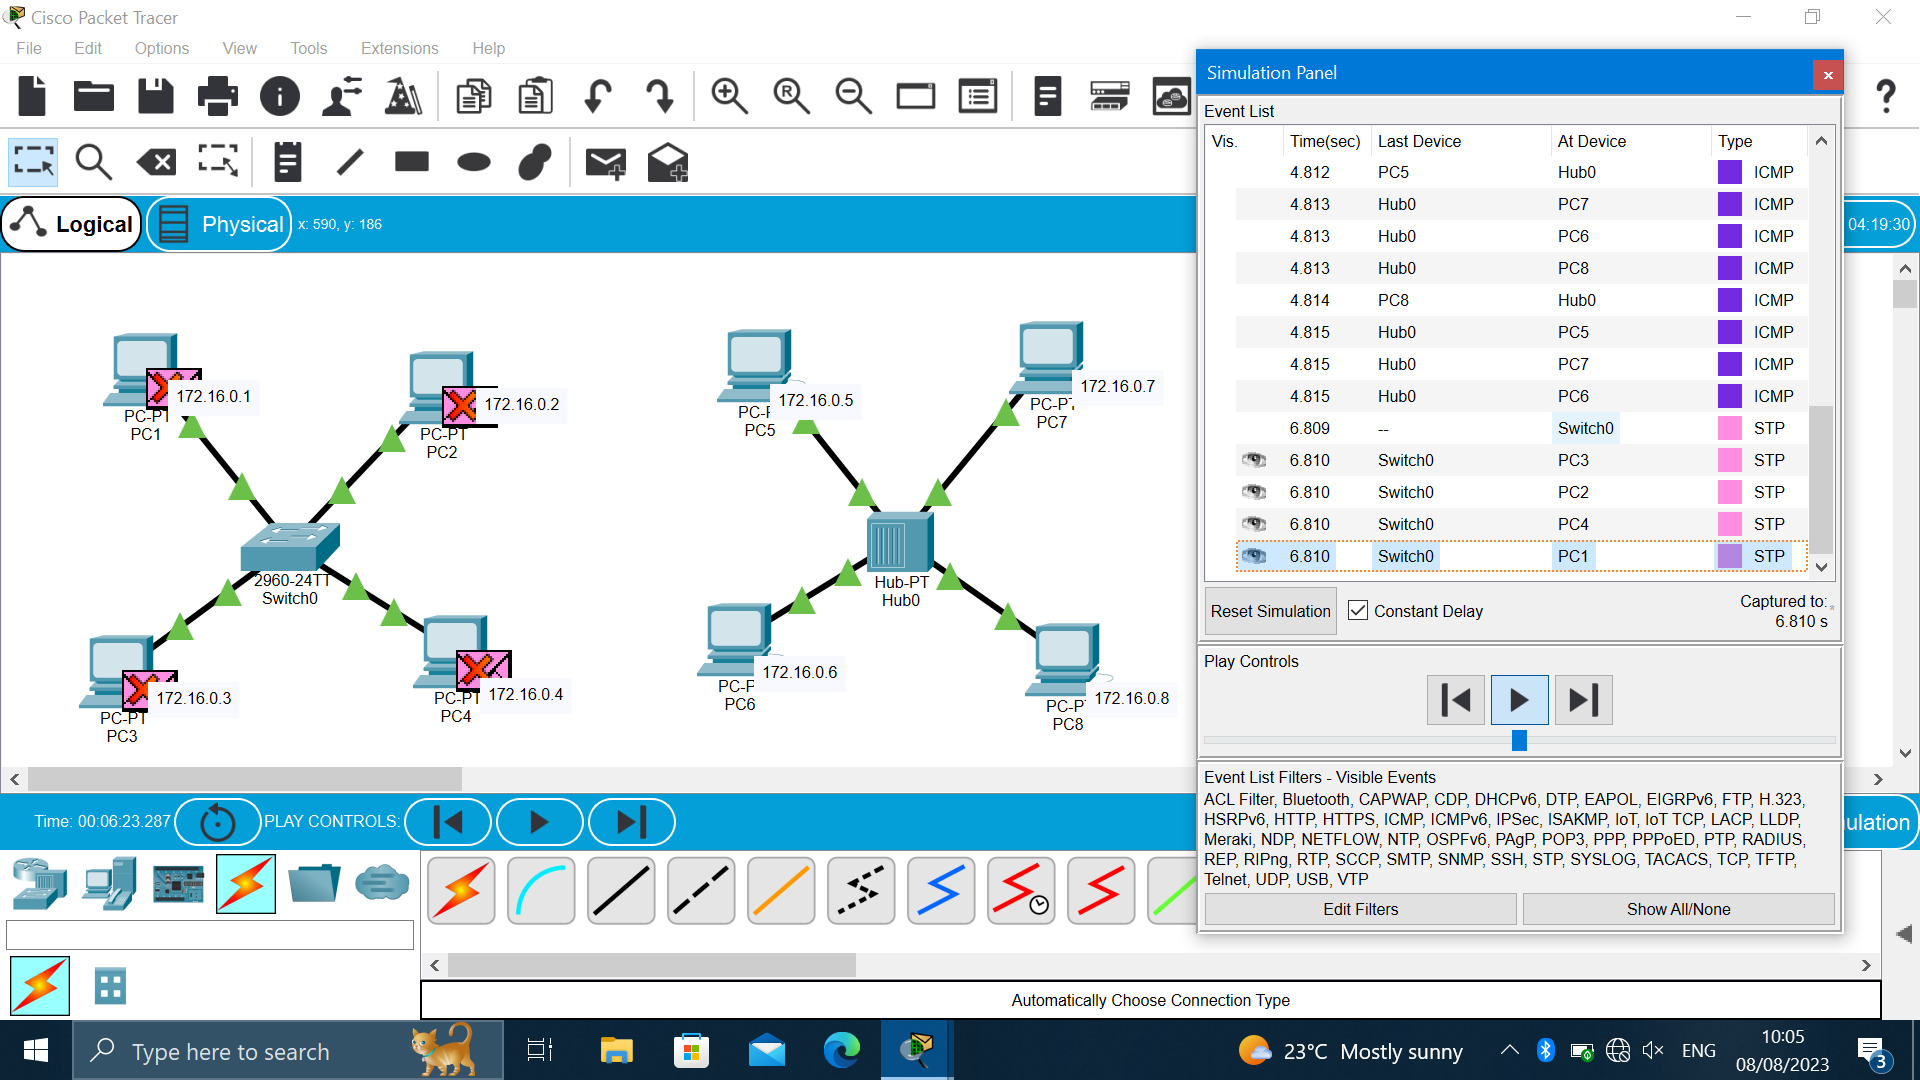 Cisco Packet Tracer
File Edit Options View Tools Extensions Help
Logical
Physical
x: 590, y: 186
04:19:30
172.16.0.1
PC-PT
PC1
172.16.0.2
PC-PT
PC2
2960-24TT
Switch0
172.16.0.3
PC-PT
PC3
172.16.0.4
PC-PT
PC4
172.16.0.5
PC5
172.16.0.7
PC7
Hub-PT
Hub0
172.16.0.6
PC6
172.16.0.8
PC8
Simulation Panel
Event List
Vis. Time(sec) Last Device At Device Type
4.812 PC5 Hub0 ICMP
4.813 Hub0 PC7 ICMP
4.813 Hub0 PC6 ICMP
4.813 Hub0 PC8 ICMP
4.814 PC8 Hub0 ICMP
4.815 Hub0 PC5 ICMP
4.815 Hub0 PC7 ICMP
4.815 Hub0 PC6 ICMP
6.809 -- Switch0 STP
6.810 Switch0 PC3 STP
6.810 Switch0 PC2 STP
6.810 Switch0 PC4 STP
6.810 Switch0 PC1 STP
Reset Simulation
Constant Delay
Captured to:
6.810 s
Play Controls
Event List Filters - Visible Events
ACL Filter, Bluetooth, CAPWAP, CDP, DHCPv6, DTP, EAPOL, EIGRPv6, FTP, H.323,
HSRPv6, HTTP, HTTPS, ICMP, ICMPv6, IPSec, ISAKMP, IoT, IoT TCP, LACP, LLDP,
Meraki, NDP, NETFLOW, NTP, OSPFv6, PAgP, POP3, PPP, PPPoED, PTP, RADIUS,
REP, RIPng, RTP, SCCP, SMTP, SNMP, SSH, STP, SYSLOG, TACACS, TCP, TFTP,
Telnet, UDP, USB, VTP
Edit Filters
Show All/None
Time: 00:06:23.287
PLAY CONTROLS:
ulation
Automatically Choose Connection Type
Type here to search
23°C Mostly sunny
ENG
10:05
08/08/2023
3